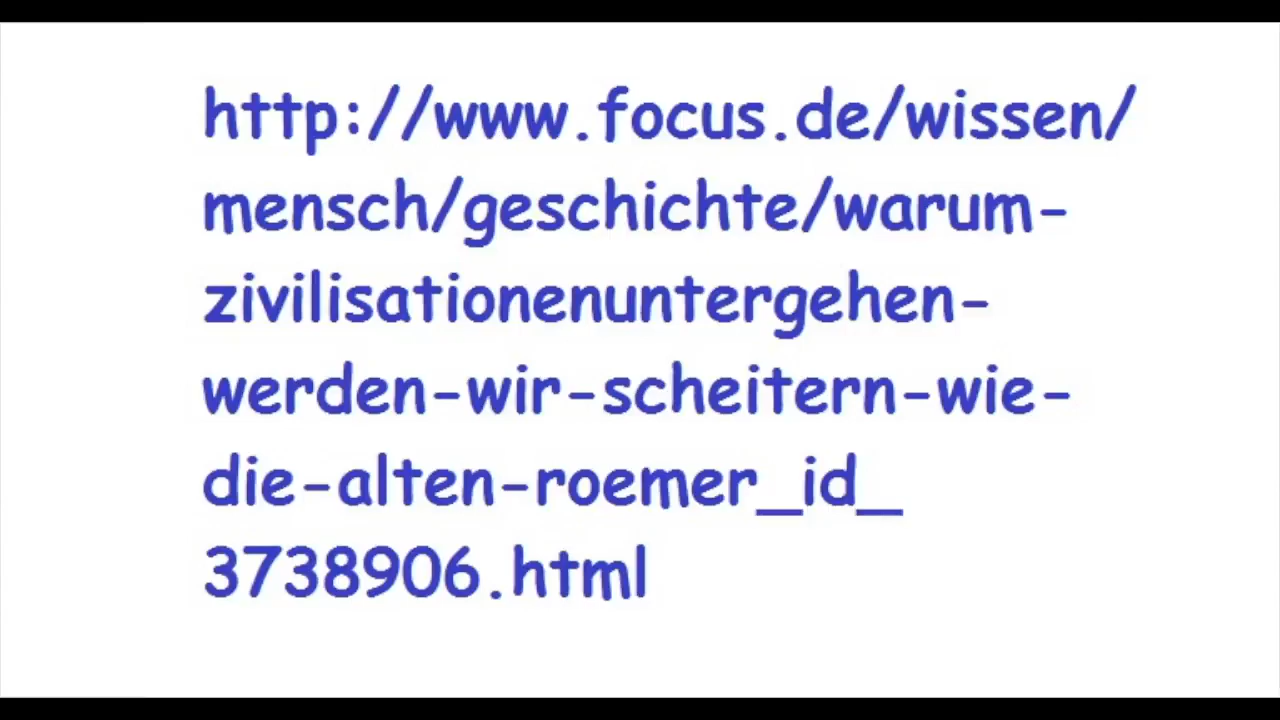 http://www.focus.de/wissen/
mensch/geschichte/warum-
zivilisationenuntergehen-
werden-wir-scheitern-wie-
die-alten-roemer_id_
3738906.html